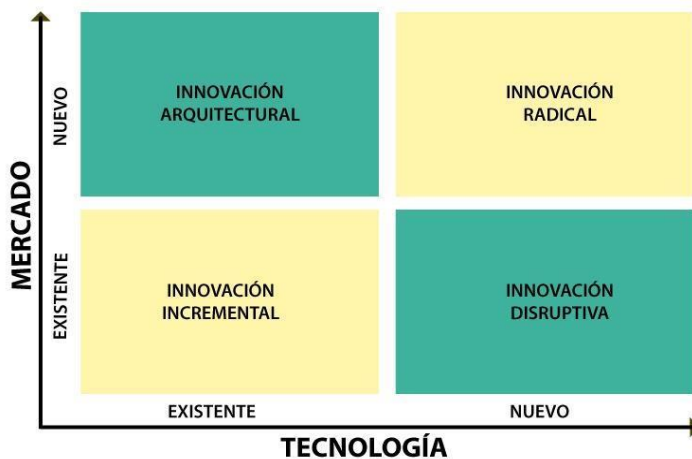 INNOVACIÓN
ARQUITECTURAL
INNOVACIÓN
RADICAL
NUEVO
MERCADO
EXISTENTE
INNOVACIÓN
INCREMENTAL
INNOVACIÓN
DISRUPTIVA
EXISTENTE
NUEVO
TECNOLOGÍA